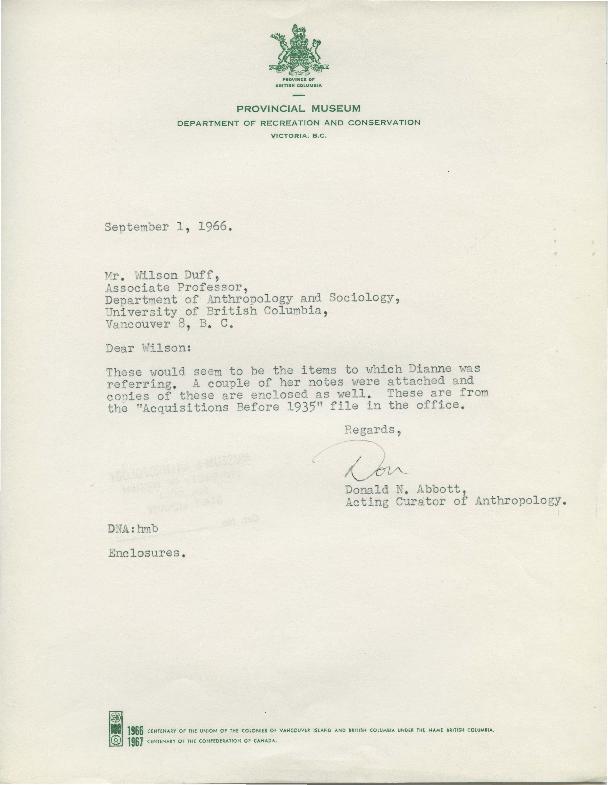 PROVINCE OF
BRITISH COLUMBIA
PROVINCIAL MUSEUM
DEPARTMENT OF RECREATION AND CONSERVATION
VICTORIA, B.C.
September 1, 1966.
Mr. Wilson Duff,
Associate Professor,
Department of Anthropology and Sociology,
University of British Columbia,
Vancouver 8, B. C.
Dear Wilson:
These would seem to be the items to which Dianne was
referring. A couple of her notes were attached and
copies of these are enclosed as well. These are from
the "Acquisitions Before 1935" file in the office.
Regards,
Don
Donald N. Abbott,
Acting Curator of Anthropology.
DNA:hmb
Enclosures.
1966 CENTENARY OF THE UNION OF THE COLONIES OF VANCOUVER ISLAND AND BRITISH COLUMBIA UNDER THE NAME BRITISH COLUMBIA.
1967 CENTENARY OF THE CONFEDERATION OF CANADA.